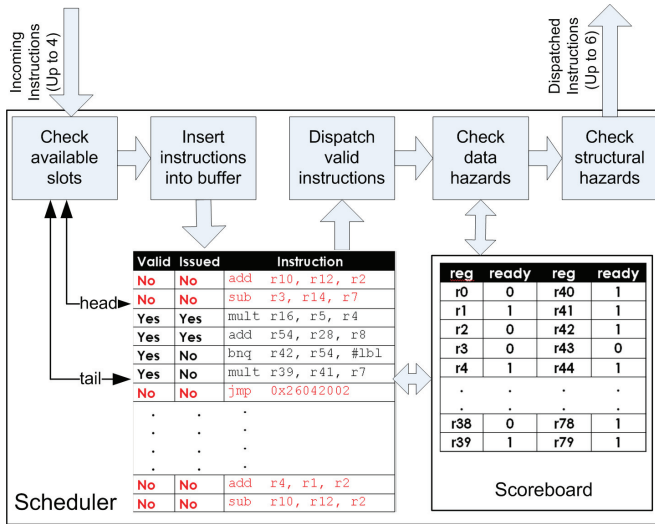 Incoming
Instructions
(Up to 4)
Dispatched
Instructions
(Up to 6)
Check
available
slots
Insert
instructions
into buffer
Dispatch
valid
instructions
Check
data
hazards
Check
structural
hazards
head
tail
Valid Issued Instruction
No No add r10, r12, r2
No No sub r3, r14, r7
Yes Yes mult r16, r5, r4
Yes Yes add r54, r28, r8
Yes No bnq r42, r54, #lbl
Yes No mult r39, r41, r7
No No jmp 0x26042002
. . .
. . .
. . .
. . .
No No add r4, r1, r2
No No sub r10, r12, r2
Scheduler
reg ready reg ready
r0 0 r40 1
r1 1 r41 1
r2 0 r42 1
r3 0 r43 0
r4 1 r44 1
. . . .
. . . .
r38 0 r78 1
r39 1 r79 1
Scoreboard